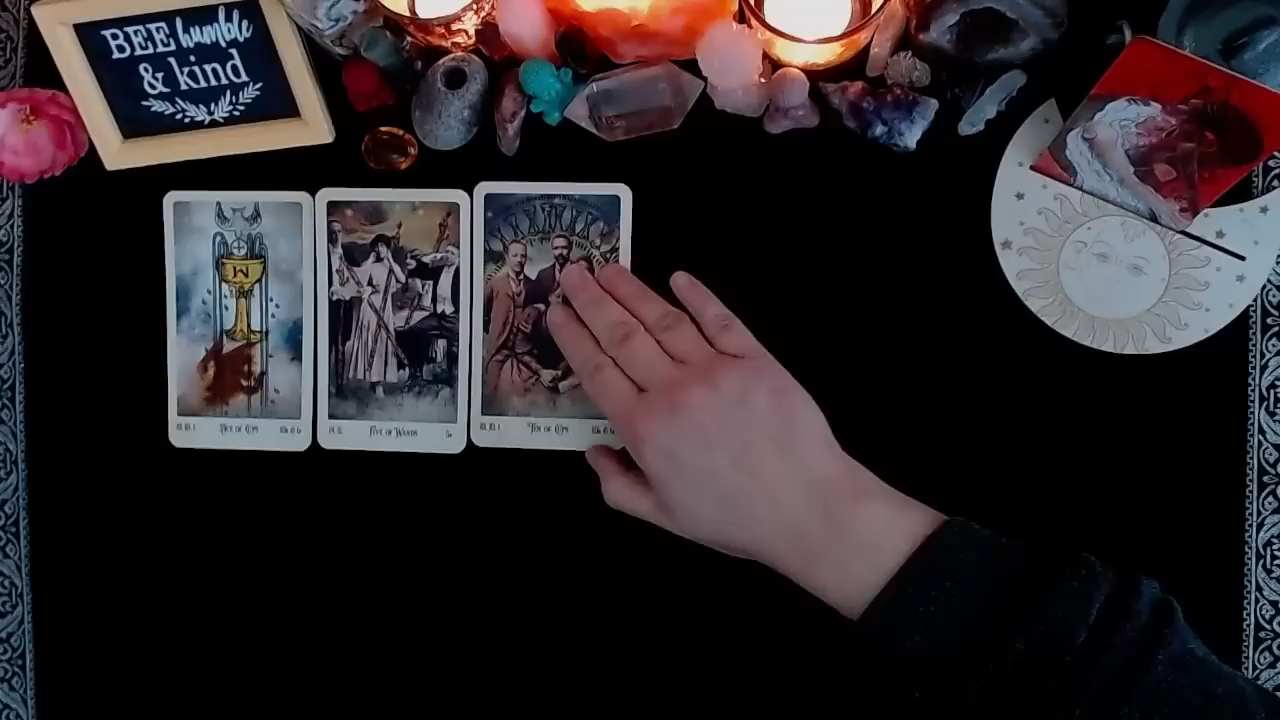 BEE humble
& kind
ACE OF CUPS
FIVE OF WANDS
TEN OF CUPS